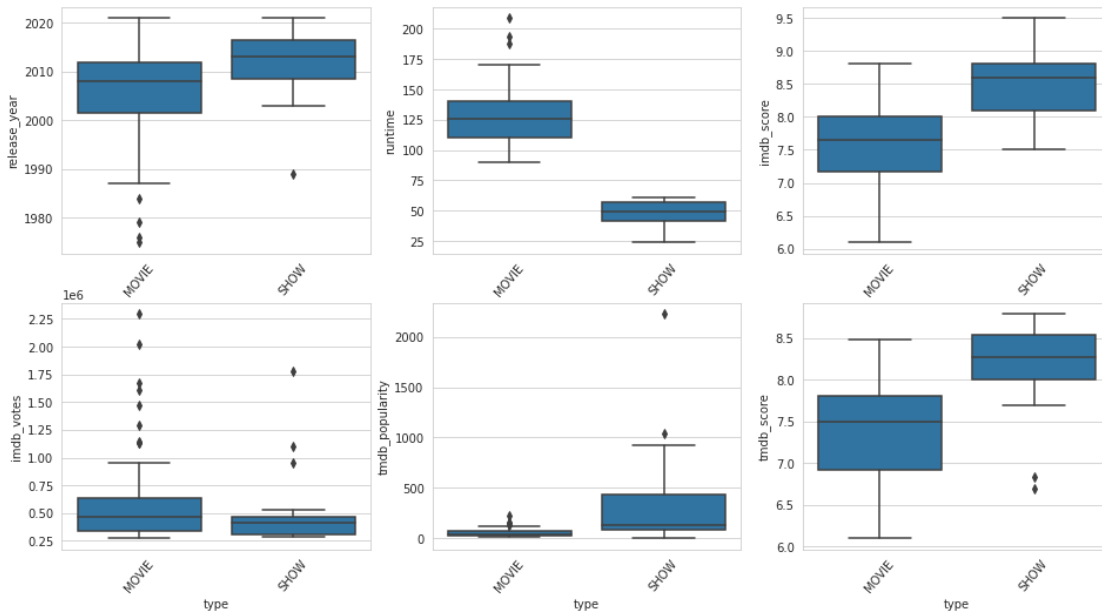 release_year
2020
2010
2000
1990
1980
MOVIE
SHOW
runtime
200
175
150
125
100
75
50
25
MOVIE
SHOW
imdb_score
9.5
9.0
8.5
8.0
7.5
7.0
6.5
6.0
MOVIE
SHOW
1e6
imdb_votes
2.25
2.00
1.75
1.50
1.25
1.00
0.75
0.50
0.25
MOVIE
SHOW
type
tmdb_popularity
2000
1500
1000
500
0
MOVIE
SHOW
type
tmdb_score
8.5
8.0
7.5
7.0
6.5
6.0
MOVIE
SHOW
type